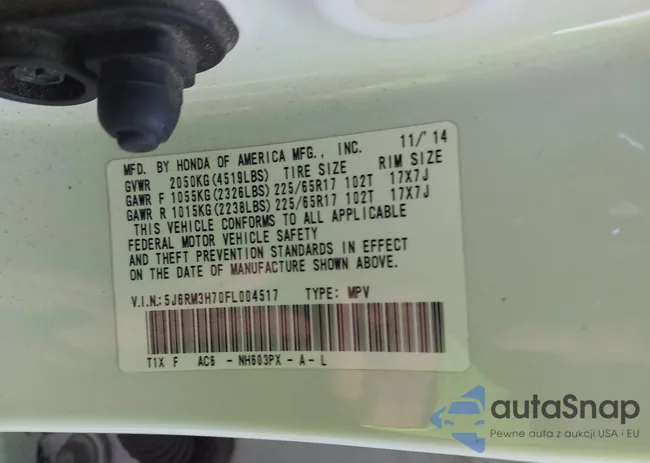 MFD. BY HONDA OF AMERICA MFG., INC. 11/'14
GVWR 2050KG(4519LBS) TIRE SIZE RIM SIZE
GAWR F 1055KG(2326LBS) 225/65R17 102T 17X7J
GAWR R 1015KG(2238LBS) 225/65R17 102T 17X7J
THIS VEHICLE CONFORMS TO ALL APPLICABLE
FEDERAL MOTOR VEHICLE SAFETY
AND THEFT PREVENTION STANDARDS IN EFFECT
ON THE DATE OF MANUFACTURE SHOWN ABOVE.
V.I.N.:5J6RM3H70FL004517 TYPE: MPV
T1X F AC6 - NH603PX - A - L
autaSnap
Pewne auta z aukcji USA i EU